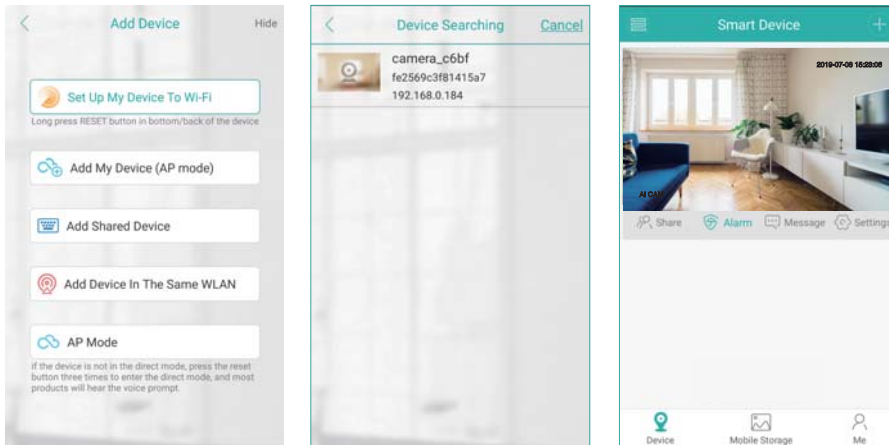 Add Device
Hide
Set Up My Device To Wi-Fi
Long press RESET button in bottom/back of the device
Add My Device (AP mode)
Add Shared Device
Add Device In The Same WLAN
AP Mode
if the device is not in the direct mode, press the reset
button three times to enter the direct mode, and most
products will hear the voice prompt.
Device Searching
Cancel
camera_c6bf
fe2569c3f81415a7
192.168.0.184
Smart Device
2019-07-08 15:28:08
AI CAM
Share
Alarm
Message
Settings
Device
Mobile Storage
Me